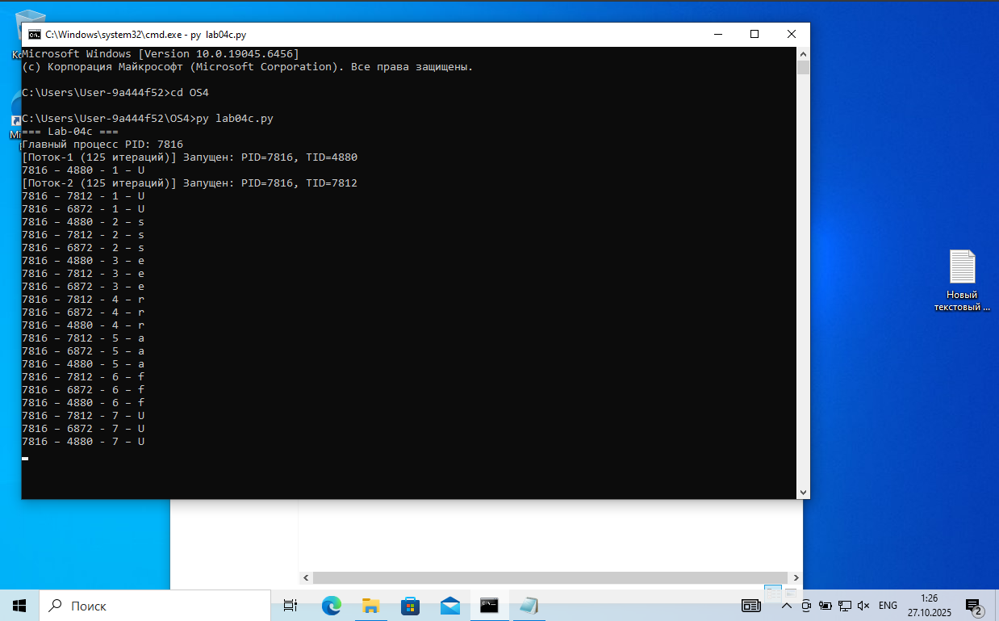 C:\Windows\system32\cmd.exe - py  lab04c.py
Microsoft Windows [Version 10.0.19045.6456]
(c) Корпорация Майкрософт (Microsoft Corporation). Все права защищены.
C:\Users\User-9a444f52>cd OS4
C:\Users\User-9a444f52\OS4>py lab04c.py
=== Lab-04c ===
Главный процесс PID: 7816
[Поток-1 (125 итераций)] Запущен: PID=7816, TID=4880
7816 – 4880 - 1 – U
[Поток-2 (125 итераций)] Запущен: PID=7816, TID=7812
7816 – 7812 - 1 – U
7816 – 6872 - 1 – U
7816 – 4880 - 2 – s
7816 – 7812 - 2 – s
7816 – 6872 - 2 – s
7816 – 4880 - 3 – e
7816 – 7812 - 3 – e
7816 – 6872 - 3 – e
7816 – 7812 - 4 – r
7816 – 6872 - 4 – r
7816 – 4880 - 4 – r
7816 – 7812 - 5 – a
7816 – 6872 - 5 – a
7816 – 4880 - 5 – a
7816 – 7812 - 6 – f
7816 – 6872 - 6 – f
7816 – 4880 - 6 – f
7816 – 7812 - 7 – U
7816 – 6872 - 7 – U
7816 – 4880 - 7 – U
Новый
текстовый ...
Поиск
ENG
1:26
27.10.2025
2